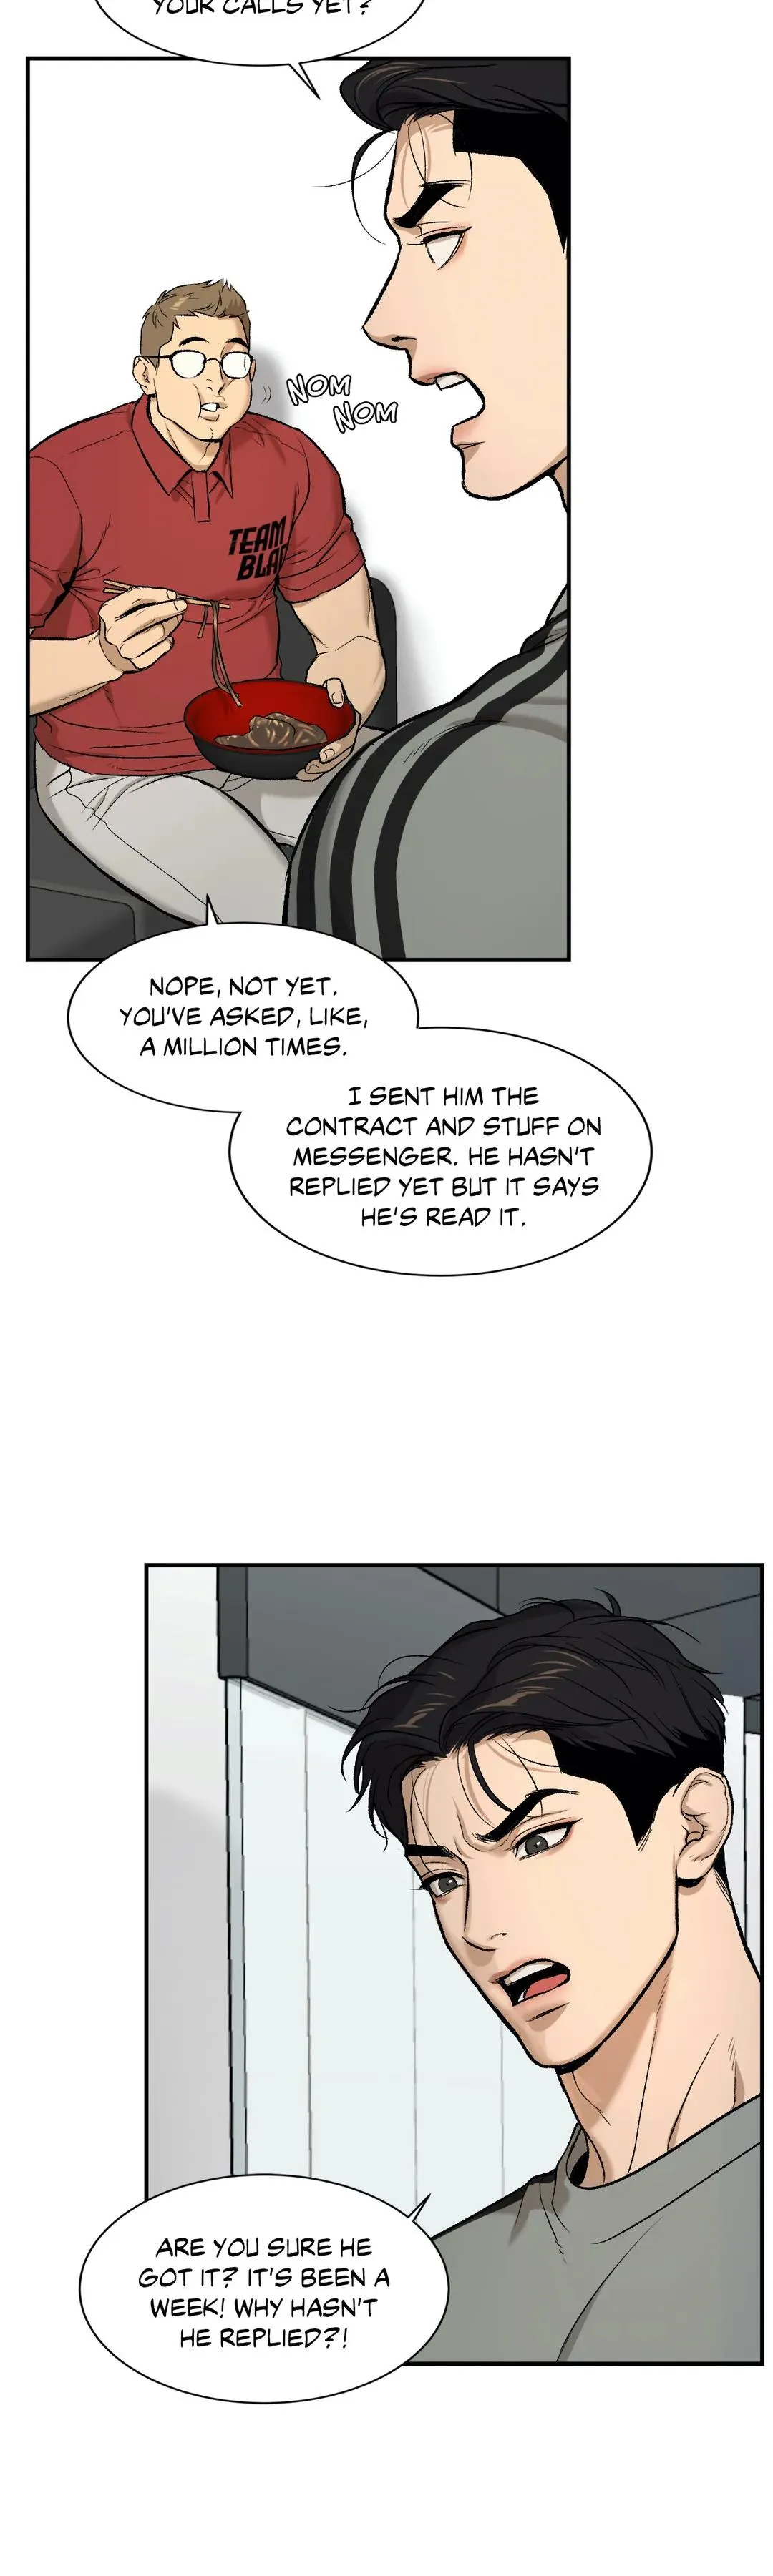 YOUR CALLS YET?
NOM
NOM
TEAM
NOPE, NOT YET.
YOU'VE ASKED, LIKE,
A MILLION TIMES.
I SENT HIM THE
CONTRACT AND STUFF ON
MESSENGER. HE HASN'T
REPLIED YET BUT IT SAYS
HE'S READ IT.
ARE YOU SURE HE
GOT IT? IT'S BEEN A
WEEK! WHY HASN'T
HE REPLIED?!